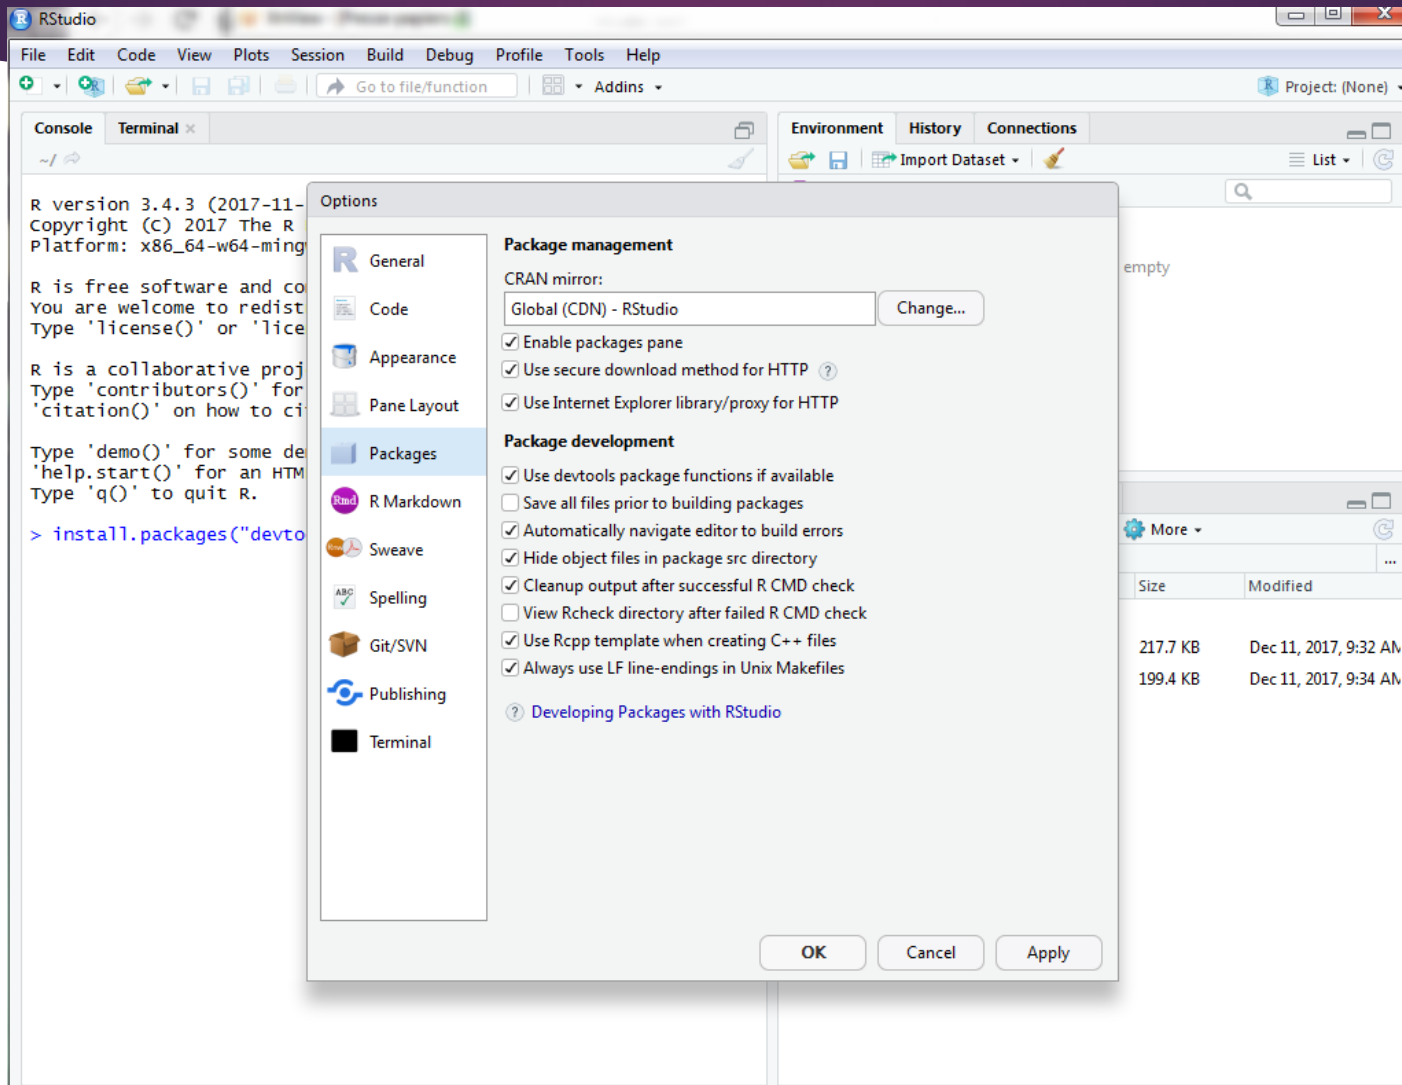 RStudio
File Edit Code View Plots Session Build Debug Profile Tools Help
Go to file/function
Addins
Project: (None)
Console Terminal
~/
R version 3.4.3 (2017-11-
Copyright (C) 2017 The R
Platform: x86_64-w64-ming
R is free software and co
You are welcome to redist
Type 'license()' or 'lice
R is a collaborative proj
Type 'contributors()' for
'citation()' on how to ci
Type 'demo()' for some de
'help.start()' for an HTM
Type 'q()' to quit R.
> install.packages("devto
Environment History Connections
Import Dataset
List
empty
More
...
Size Modified
217.7 KB Dec 11, 2017, 9:32 AM
199.4 KB Dec 11, 2017, 9:34 AM
Options
General
Code
Appearance
Pane Layout
Packages
Rmd R Markdown
Sweave
ABC Spelling
Git/SVN
Publishing
Terminal
Package management
CRAN mirror:
Global (CDN) - RStudio
Change...
Enable packages pane
Use secure download method for HTTP ?
Use Internet Explorer library/proxy for HTTP
Package development
Use devtools package functions if available
Save all files prior to building packages
Automatically navigate editor to build errors
Hide object files in package src directory
Cleanup output after successful R CMD check
View Rcheck directory after failed R CMD check
Use Rcpp template when creating C++ files
Always use LF line-endings in Unix Makefiles
? Developing Packages with RStudio
OK Cancel Apply